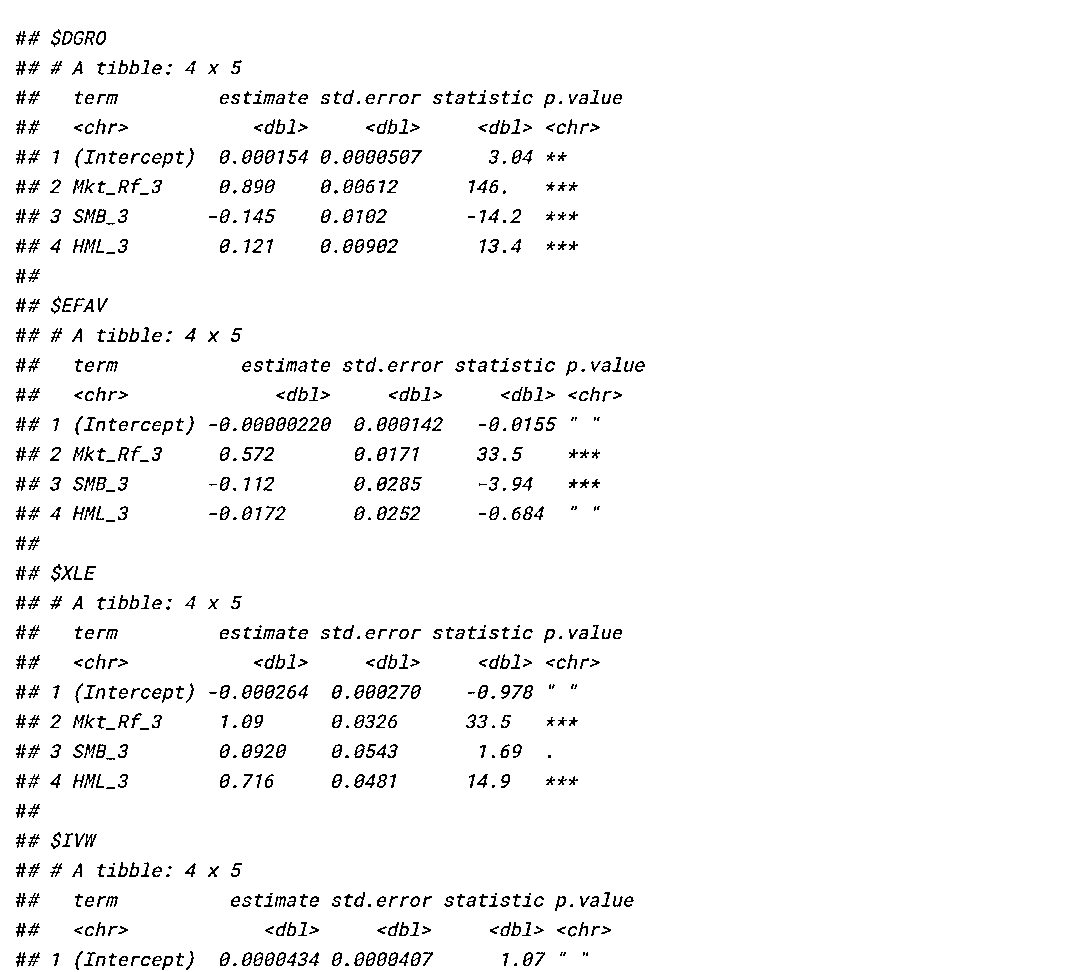 ## $DGRO
## # A tibble: 4 x 5
##   term         estimate std.error statistic p.value
##   <chr>           <dbl>     <dbl>     <dbl> <chr>
## 1 (Intercept)  0.000154 0.0000507      3.04 **
## 2 Mkt_Rf_3     0.890    0.00612      146.   ***
## 3 SMB_3       -0.145    0.0102       -14.2  ***
## 4 HML_3        0.121    0.00902       13.4  ***
##
## $EFAV
## # A tibble: 4 x 5
##   term           estimate std.error statistic p.value
##   <chr>             <dbl>     <dbl>     <dbl> <chr>
## 1 (Intercept) -0.00000220  0.000142   -0.0155 " "
## 2 Mkt_Rf_3     0.572       0.0171     33.5    ***
## 3 SMB_3       -0.112       0.0285     -3.94   ***
## 4 HML_3       -0.0172      0.0252     -0.684  " "
##
## $XLE
## # A tibble: 4 x 5
##   term         estimate std.error statistic p.value
##   <chr>           <dbl>     <dbl>     <dbl> <chr>
## 1 (Intercept) -0.000264  0.000270    -0.978 " "
## 2 Mkt_Rf_3     1.09      0.0326      33.5   ***
## 3 SMB_3        0.0920    0.0543       1.69  .
## 4 HML_3        0.716     0.0481      14.9   ***
##
## $IVW
## # A tibble: 4 x 5
##   term          estimate std.error statistic p.value
##   <chr>            <dbl>     <dbl>     <dbl> <chr>
## 1 (Intercept)  0.0000434 0.0000407      1.07 " "